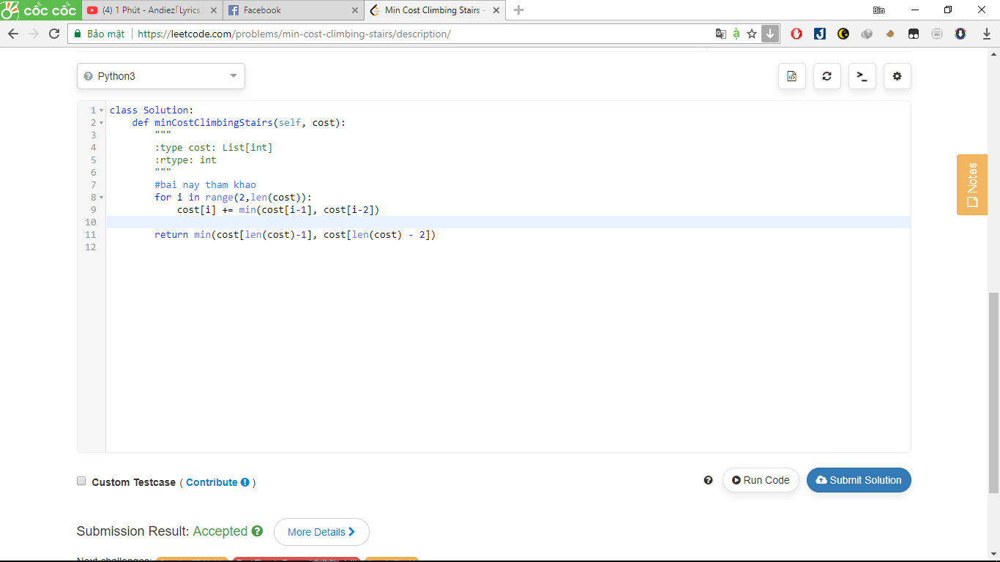 cốc cốc
(4) 1 Phút - Andiez「Lyrics
Facebook
Min Cost Climbing Stairs -
Bin
Bảo mật
https://leetcode.com/problems/min-cost-climbing-stairs/description/
Python3
Notes
1 class Solution:
2 def minCostClimbingStairs(self, cost):
3 """
4 :type cost: List[int]
5 :rtype: int
6 """
7 #bai nay tham khao
8 for i in range(2,len(cost)):
9 cost[i] += min(cost[i-1], cost[i-2])
10
11 return min(cost[len(cost)-1], cost[len(cost) - 2])
12
Custom Testcase ( Contribute )
Run Code
Submit Solution
Submission Result: Accepted
More Details
Next challenges: